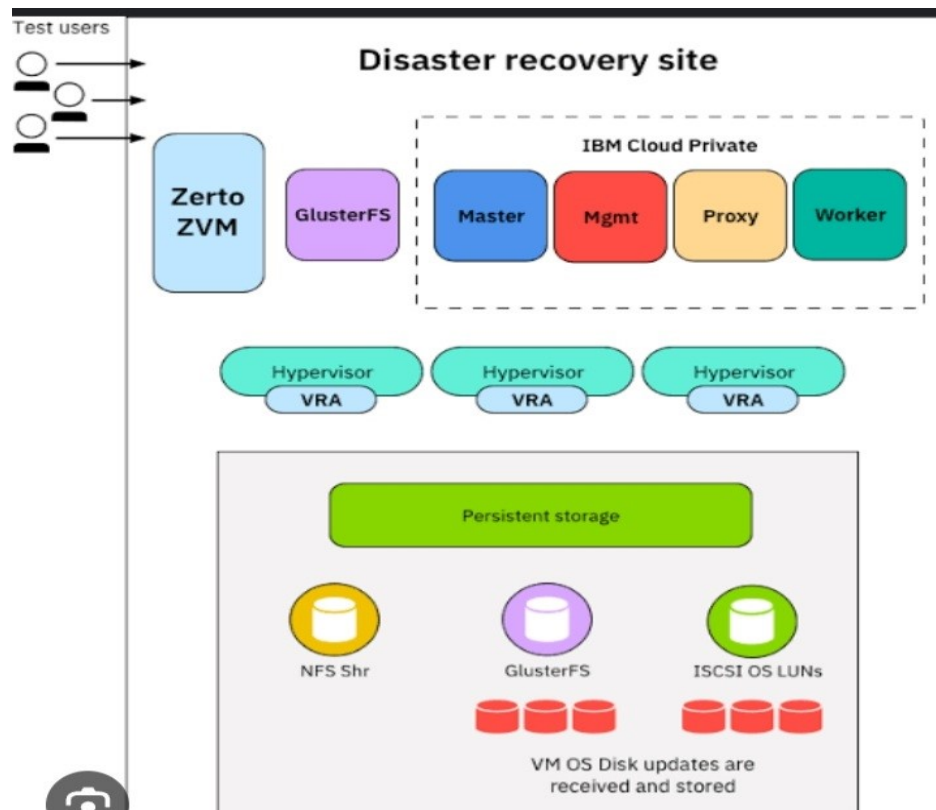 Test users
Disaster recovery site
IBM Cloud Private
Zerto
ZVM
GlusterFS
Master
Mgmt
Proxy
Worker
Hypervisor
VRA
Hypervisor
VRA
Hypervisor
VRA
Persistent storage
NFS Shr
GlusterFS
ISCSI OS LUNs
VM OS Disk updates are
received and stored